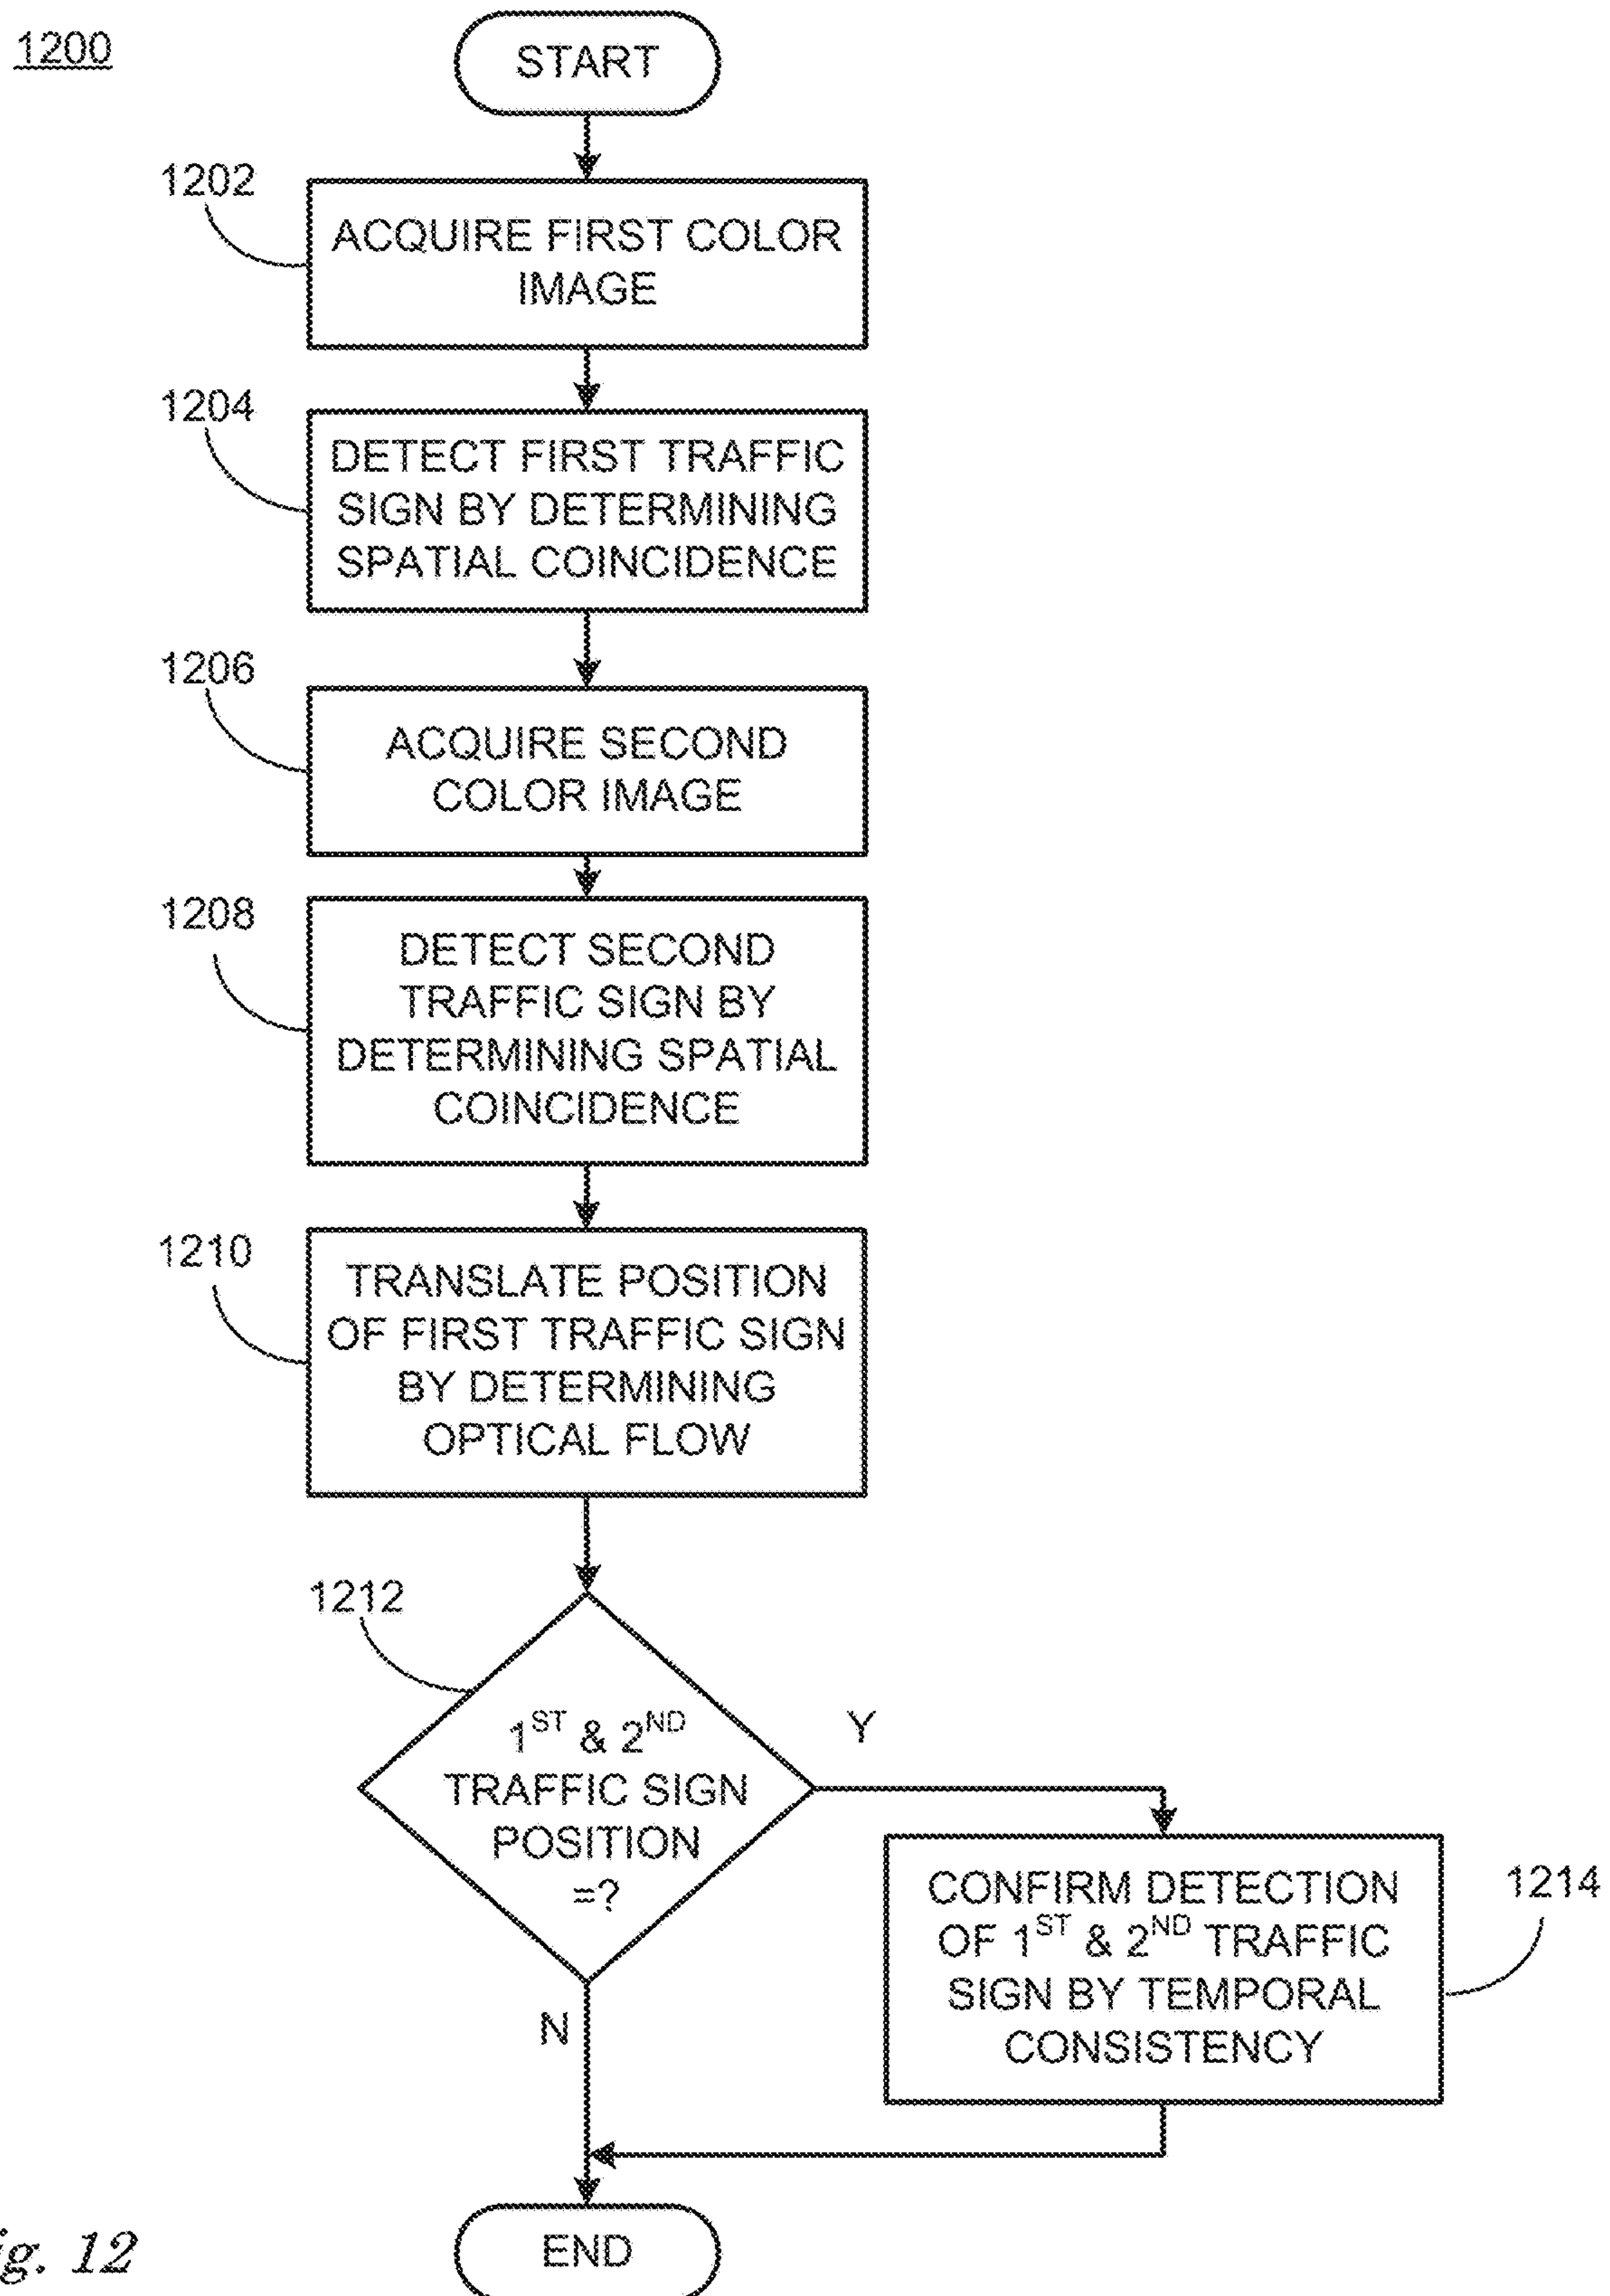 1200
START
1202
ACQUIRE FIRST COLOR
IMAGE
1204
DETECT FIRST TRAFFIC
SIGN BY DETERMINING
SPATIAL COINCIDENCE
1206
ACQUIRE SECOND
COLOR IMAGE
1208
DETECT SECOND
TRAFFIC SIGN BY
DETERMINING SPATIAL
COINCIDENCE
1210
TRANSLATE POSITION
OF FIRST TRAFFIC SIGN
BY DETERMINING
OPTICAL FLOW
1212
1ST & 2ND
TRAFFIC SIGN
POSITION
=?
Y
N
1214
CONFIRM DETECTION
OF 1ST & 2ND TRAFFIC
SIGN BY TEMPORAL
CONSISTENCY
END
ig. 12